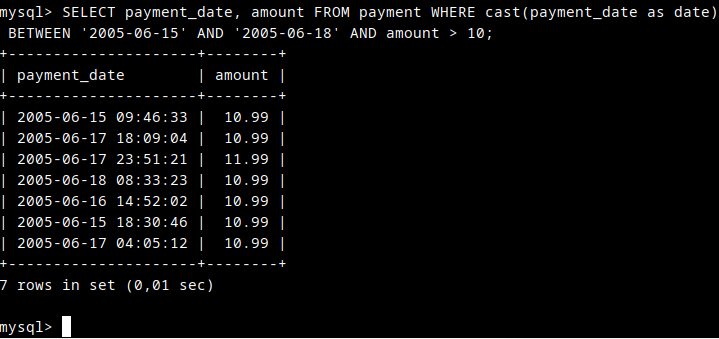 mysql> SELECT payment_date, amount FROM payment WHERE cast(payment_date as date)
 BETWEEN '2005-06-15' AND '2005-06-18' AND amount > 10;
+---------------------+--------+
| payment_date        | amount |
+---------------------+--------+
| 2005-06-15 09:46:33 |  10.99 |
| 2005-06-17 18:09:04 |  10.99 |
| 2005-06-17 23:51:21 |  11.99 |
| 2005-06-18 08:33:23 |  10.99 |
| 2005-06-16 14:52:02 |  10.99 |
| 2005-06-15 18:30:46 |  10.99 |
| 2005-06-17 04:05:12 |  10.99 |
+---------------------+--------+
7 rows in set (0,01 sec)
mysql>